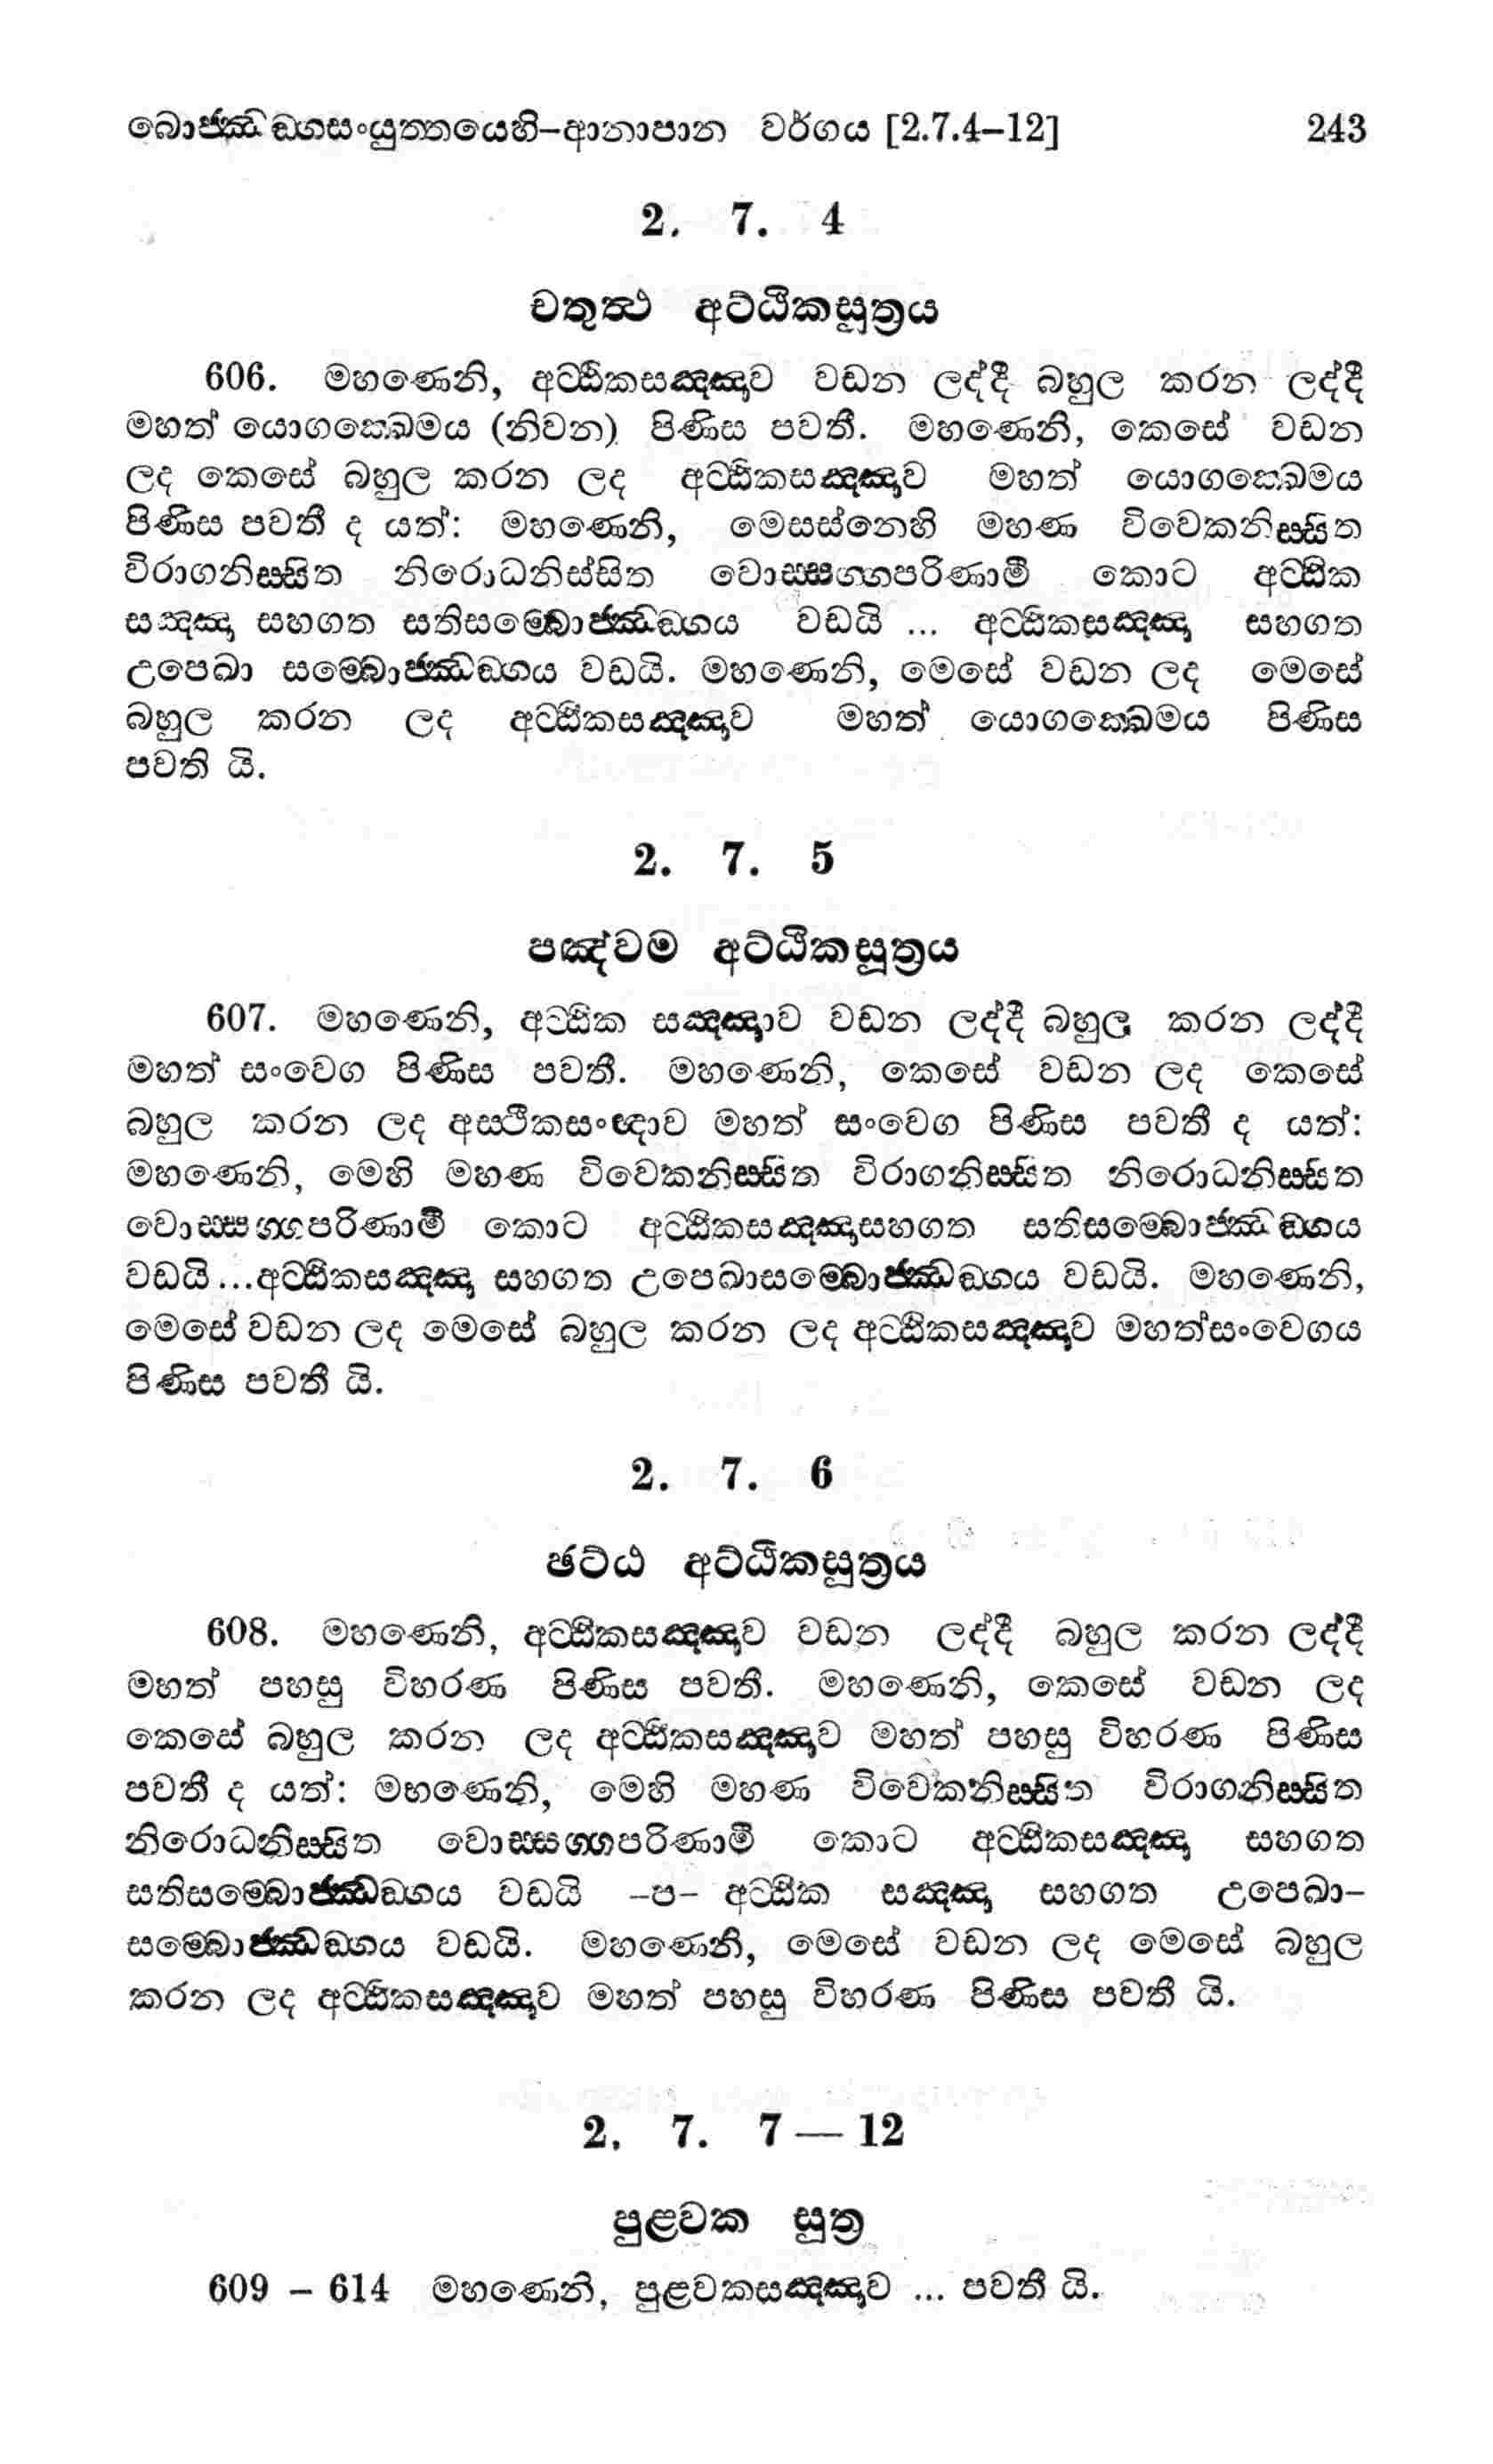 බොජ්ඣඞ්ගසංයුත්තයෙහි–ආනාපාන වර්ගය [2.7.4–12] 243
2. 7. 4
චතුත්ථ අට්ඨිකසූත්‍රය
606. මහණෙනි, අට්ඨිකසඤ්ඤාව වඩන ලද්දී බහුල කරන ලද්දී
මහත් යොගක්ඛෙමය (නිවන) පිණිස පවතී. මහණෙනි, කෙසේ වඩන
ලද කෙසේ බහුල කරන ලද අට්ඨිකසඤ්ඤාව මහත් යොගක්ඛෙමය
පිණිස පවතී ද යත්: මහණෙනි, මෙසස්නෙහි මහණ විවෙකනිස්සිත
විරාගනිස්සිත නිරොධනිස්සිත වොස්සග්ගපරිණාමී කොට අට්ඨික
සඤ්ඤා සහගත සතිසම්බොජ්ඣඞ්ගය වඩයි ... අට්ඨිකසඤ්ඤා සහගත
උපෙඛා සම්බොජ්ඣඞ්ගය වඩයි. මහණෙනි, මෙසේ වඩන ලද මෙසේ
බහුල කරන ලද අට්ඨිකසඤ්ඤාව මහත් යොගක්ඛෙමය පිණිස
පවති යි.
2. 7. 5
පඤ්චම අට්ඨිකසූත්‍රය
607. මහණෙනි, අට්ඨික සඤ්ඤාව වඩන ලද්දී බහුල කරන ලද්දී
මහත් සංවෙග පිණිස පවතී. මහණෙනි, කෙසේ වඩන ලද කෙසේ
බහුල කරන ලද අස්ථිකසංඥාව මහත් සංවෙග පිණිස පවතී ද යත්:
මහණෙනි, මෙහි මහණ විවෙකනිස්සිත විරාගනිස්සිත නිරොධනිස්සිත
වොස්සග්ගපරිණාමී කොට අට්ඨිකසඤ්ඤාසහගත සතිසම්බොජ්ඣඞ්ගය
වඩයි...අට්ඨිකසඤ්ඤා සහගත උපෙඛාසම්බොජ්ඣඞ්ගය වඩයි. මහණෙනි,
මෙසේ වඩන ලද මෙසේ බහුල කරන ලද අට්ඨිකසඤ්ඤාව මහත්සංවෙගය
පිණිස පවතී යි.
2. 7. 6
ඡට්ඨ අට්ඨිකසූත්‍රය
608. මහණෙනි, අට්ඨිකසඤ්ඤාව වඩන ලද්දී බහුල කරන ලද්දී
මහත් පහසු විහරණ පිණිස පවතී. මහණෙනි, කෙසේ වඩන ලද
කෙසේ බහුල කරන ලද අට්ඨිකසඤ්ඤාව මහත් පහසු විහරණ පිණිස
පවතී ද යත්: මහණෙනි, මෙහි මහණ විවෙකනිස්සිත විරාගනිස්සිත
නිරොධනිස්සිත වොස්සග්ගපරිණාමී කොට අට්ඨිකසඤ්ඤා සහගත
සතිසම්බොජ්ඣඞ්ගය වඩයි –ප– අට්ඨික සඤ්ඤා සහගත උපෙඛා–
සම්බොජ්ඣඞ්ගය වඩයි. මහණෙනි, මෙසේ වඩන ලද මෙසේ බහුල
කරන ලද අට්ඨිකසඤ්ඤාව මහත් පහසු විහරණ පිණිස පවතී යි.
2. 7. 7 — 12
පුළවක සූත්‍ර
609 – 614 මහණෙනි, පුළවකසඤ්ඤාව ... පවතී යි.